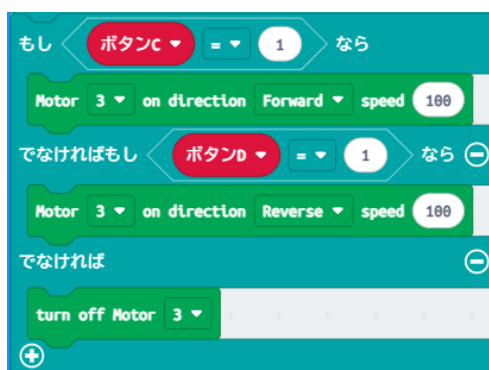 もし ボタンC = 1 なら
Motor 3 on direction Forward speed 100
でなければもし ボタンD = 1 なら
Motor 3 on direction Reverse speed 100
でなければ
turn off Motor 3